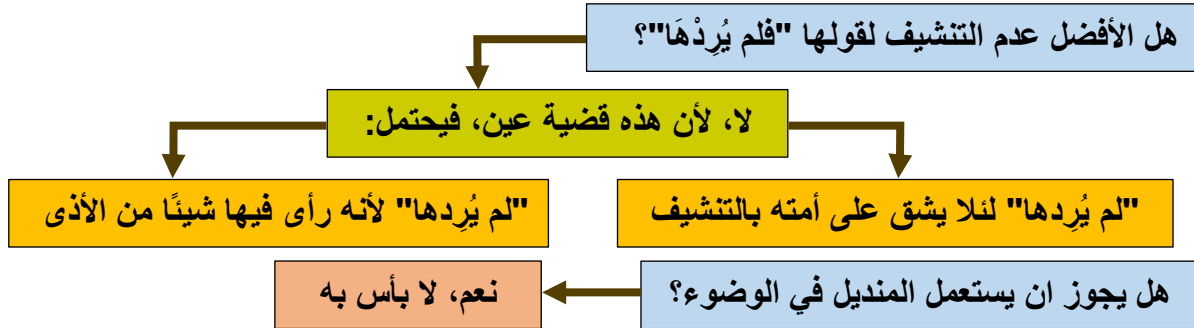 هل الأفضل عدم التنشيف لقولها "فلم يُرِدْهَا"؟
لا، لأن هذه قضية عين، فيحتمل:
"لم يُرِدها" لئلا يشق على أمته بالتنشيف
"لم يُرِدها" لأنه رأى فيها شيئًا من الأذى
هل يجوز ان يستعمل المنديل في الوضوء؟
نعم، لا بأس به